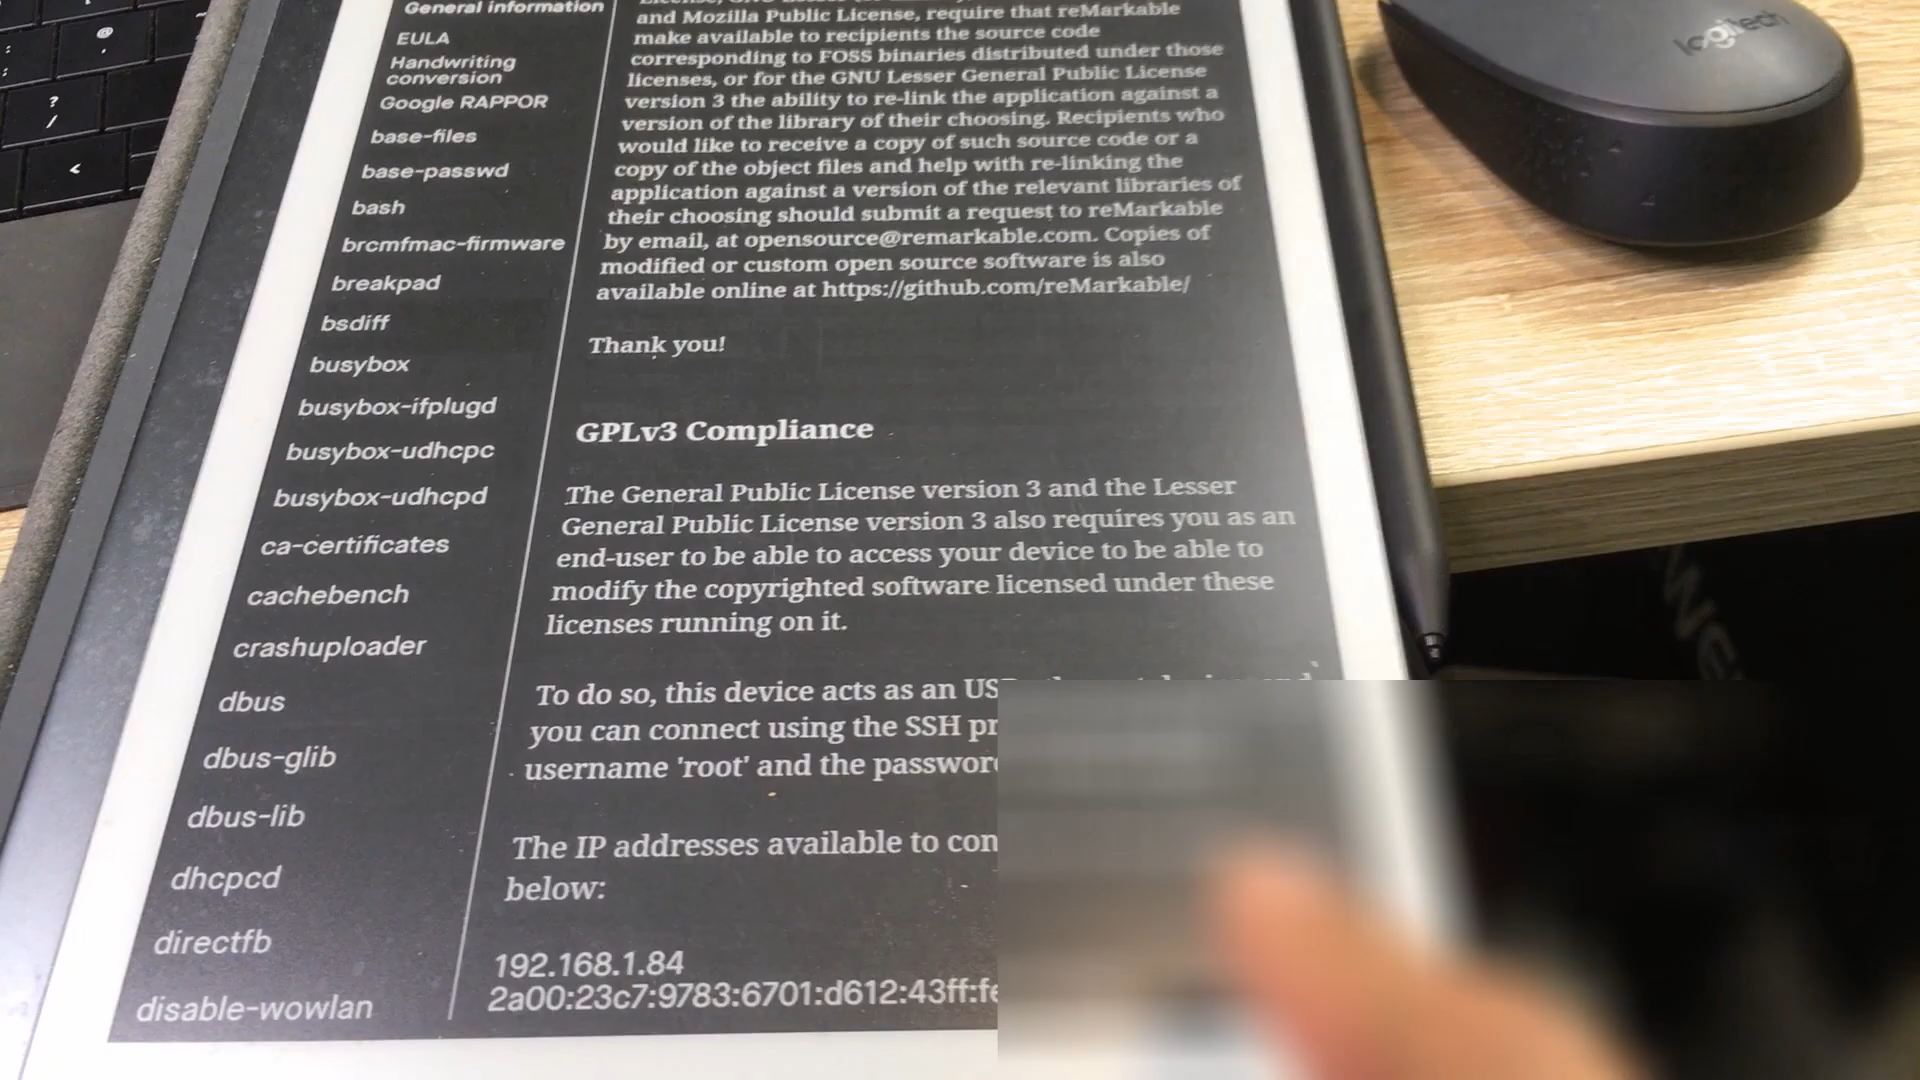 General information
EULA
Handwriting
conversion
Google RAPPOR
base-files
base-passwd
bash
brcmfmac-firmware
breakpad
bsdiff
busybox
busybox-ifplugd
busybox-udhcpc
busybox-udhcpd
ca-certificates
cachebench
crashuploader
dbus
dbus-glib
dbus-lib
dhcpcd
directfb
disable-wowlan
and Mozilla Public License, require that reMarkable
make available to recipients the source code
corresponding to FOSS binaries distributed under those
licenses, or for the GNU Lesser General Public License
version 3 the ability to re-link the application against a
version of the library of their choosing. Recipients who
would like to receive a copy of such source code or a
copy of the object files and help with re-linking the
application against a version of the relevant libraries of
their choosing should submit a request to reMarkable
by email, at opensource@remarkable.com. Copies of
modified or custom open source software is also
available online at https://github.com/reMarkable/
Thank you!
GPLv3 Compliance
The General Public License version 3 and the Lesser
General Public License version 3 also requires you as an
end-user to be able to access your device to be able to
modify the copyrighted software licensed under these
licenses running on it.
To do so, this device acts as an
you can connect using the SSH
username 'root' and the password
The IP addresses available to
below:
192.168.1.84
2a00:23c7:9783:6701:d612:43ff:fe
logitech
@
?
/
<